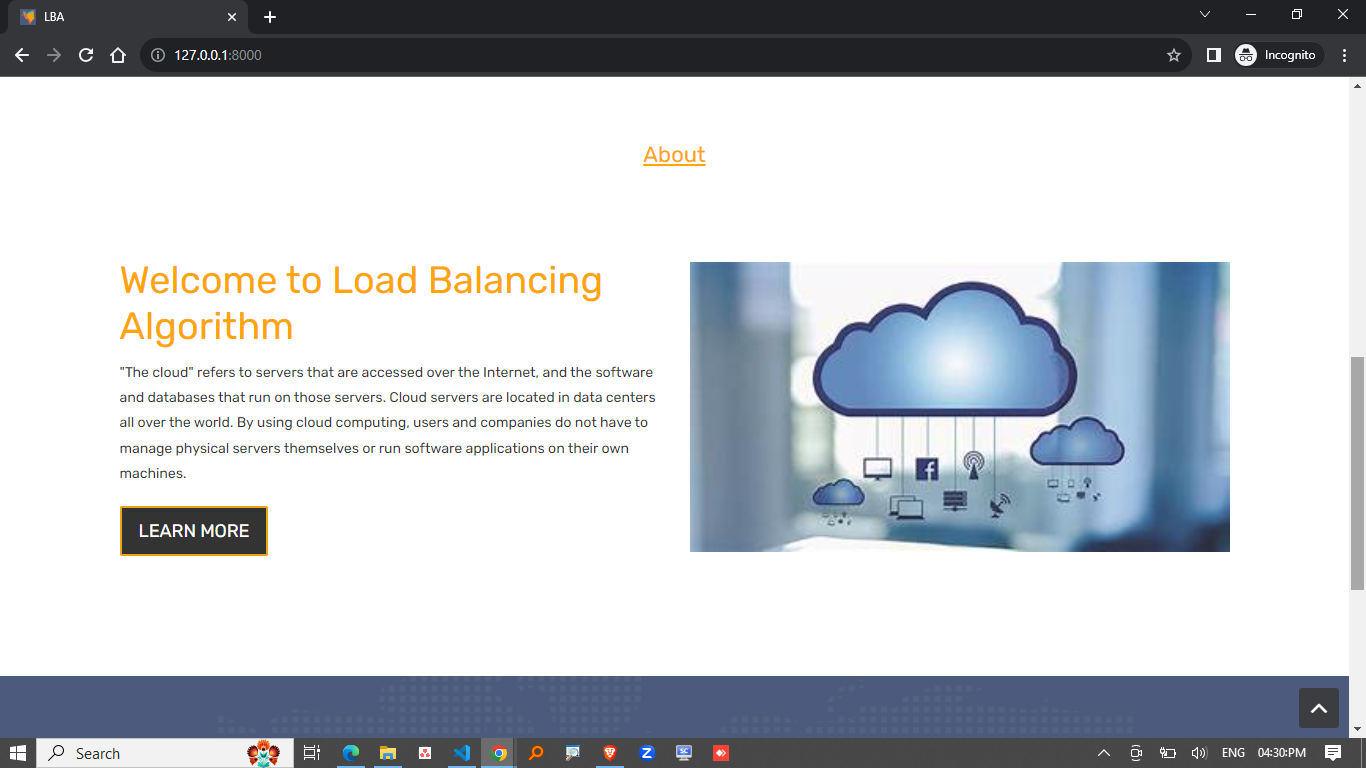 LBA
127.0.0.1:8000
Incognito
About
Welcome to Load Balancing
Algorithm
"The cloud" refers to servers that are accessed over the Internet, and the software
and databases that run on those servers. Cloud servers are located in data centers
all over the world. By using cloud computing, users and companies do not have to
manage physical servers themselves or run software applications on their own
machines.
LEARN MORE
Search
SC
ENG
04:30:PM